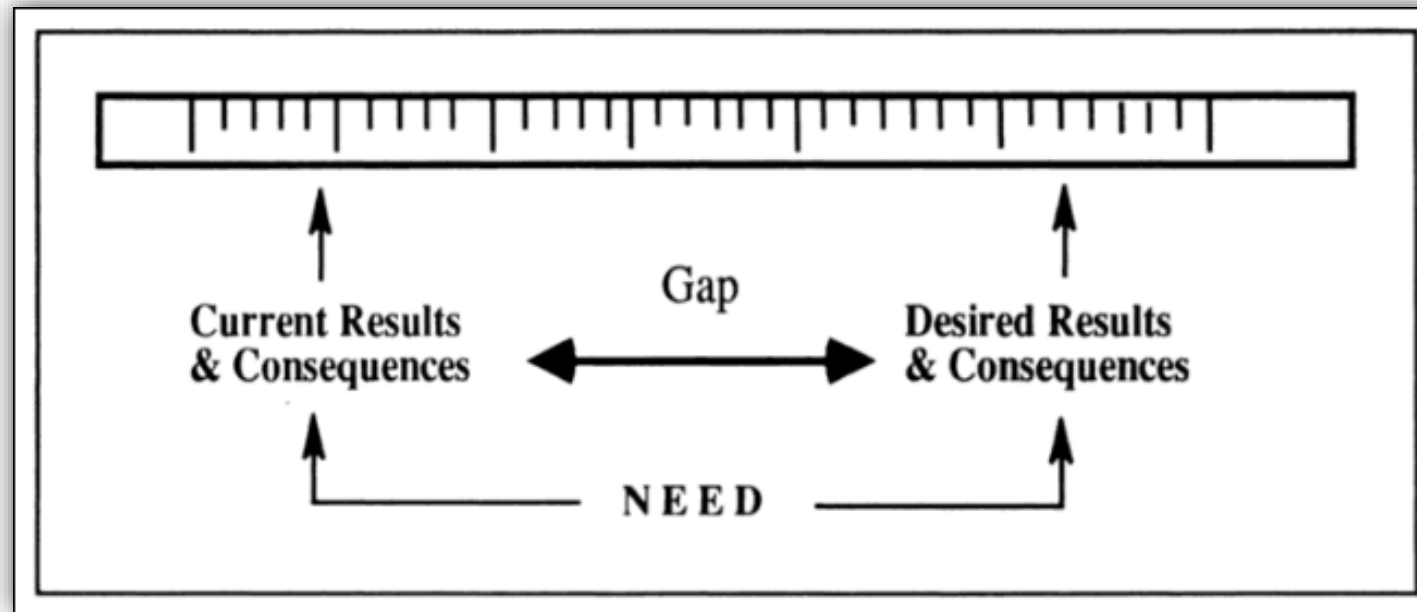 Gap
Current Results
& Consequences
Desired Results
& Consequences
NEED